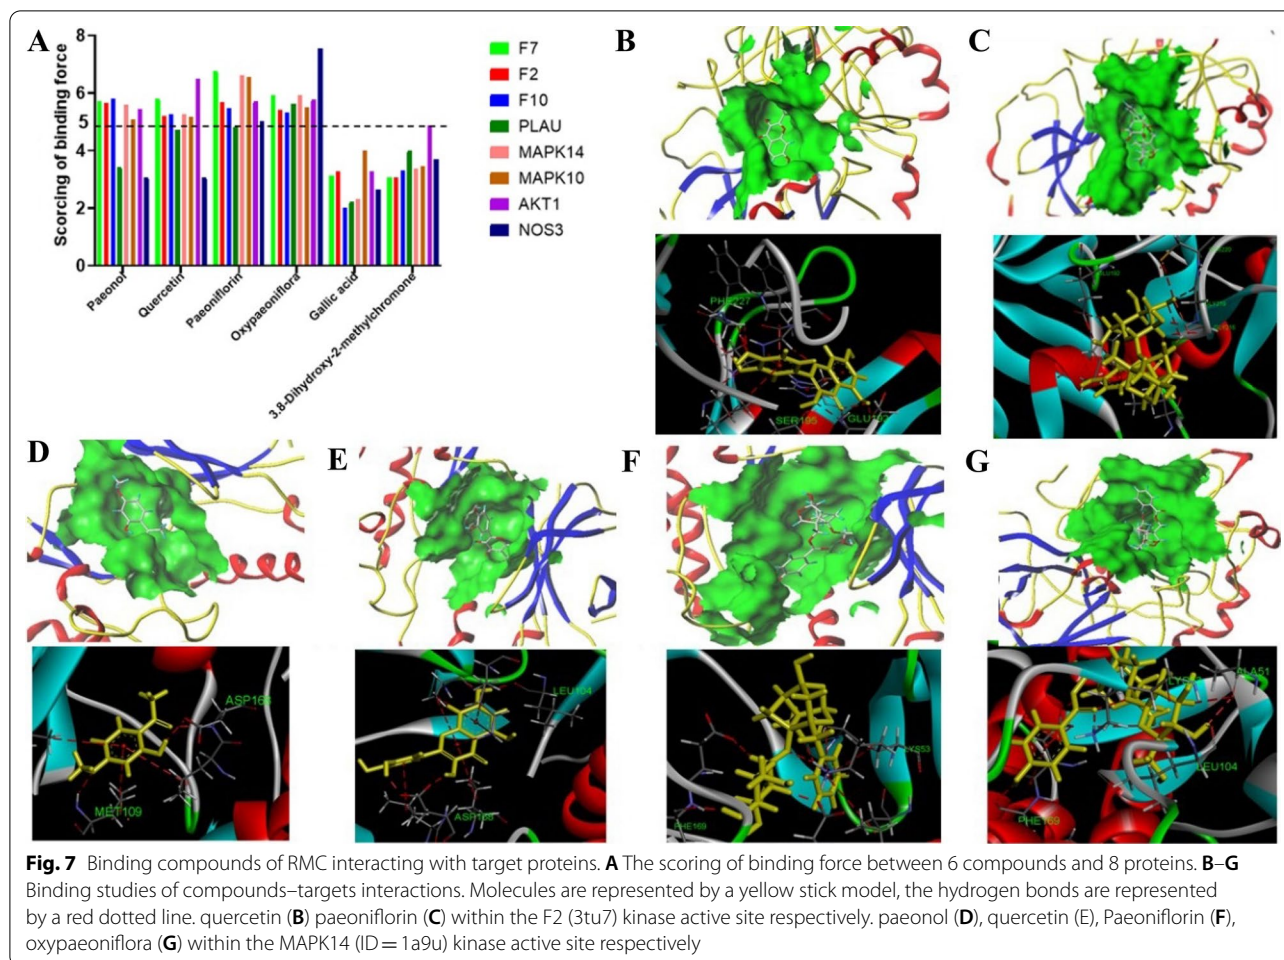 A
Scorcing of binding force
8
6
5
4
2
0
Paeonol
Quercetin
Paeoniflorin
Oxypaeoniflora
Gallic acid
3.8-Dihydroxy-2-methylchromone
F7
F2
F10
PLAU
MAPK14
MAPK10
AKT1
NOS3
B
PHE227
SER195
C
D
ASP168
MET109
E
LEU104
ASP168
F
LYS53
PHE169
G
ALA51
LEU104
PHE169
Fig. 7 Binding compounds of RMC interacting with target proteins. A The scoring of binding force between 6 compounds and 8 proteins. B–G
Binding studies of compounds–targets interactions. Molecules are represented by a yellow stick model, the hydrogen bonds are represented
by a red dotted line. quercetin (B) paeoniflorin (C) within the F2 (3tu7) kinase active site respectively. paeonol (D), quercetin (E), Paeoniflorin (F),
oxypaeoniflora (G) within the MAPK14 (ID = 1a9u) kinase active site respectively